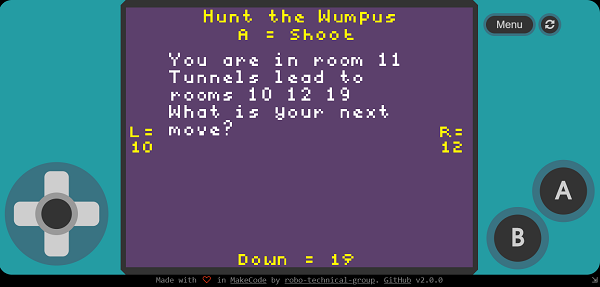 Hunt the Wumpus
A = Shoot
Menu
You are in room 11
Tunnels lead to
rooms 10 12 19
What is your next
move?
L=
10
R=
12
A
B
Down = 19
Made with ♡ in MakeCode by robo-technical-group. GitHub v2.0.0